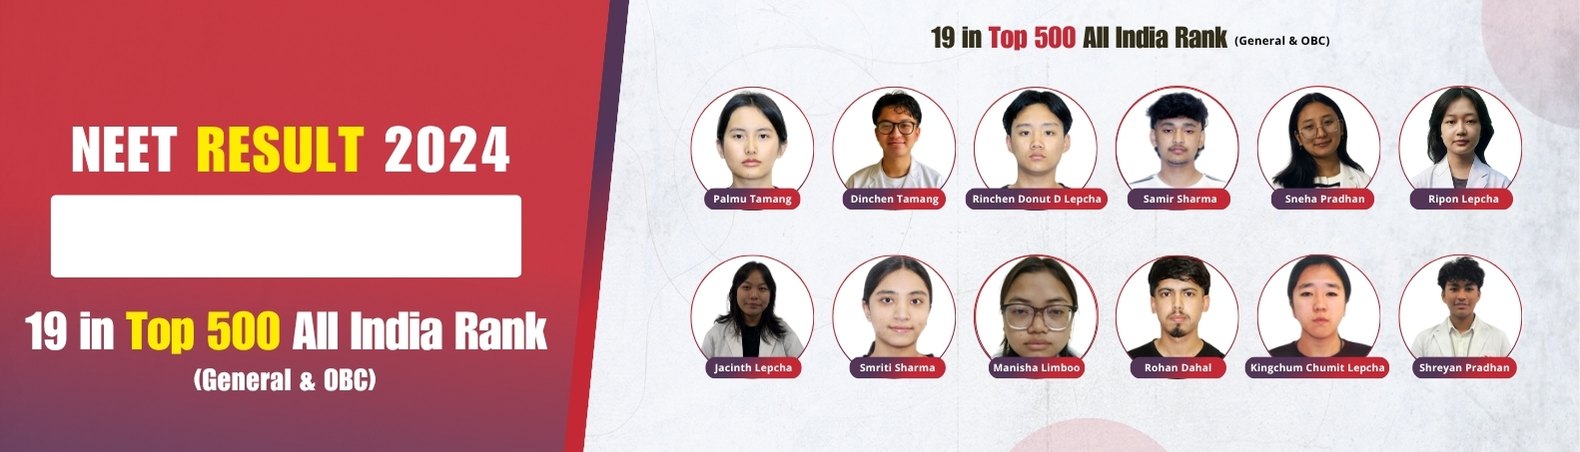 NEET RESULT 2024
19 in Top 500 All India Rank
(General & OBC)
19 in Top 500 All India Rank (General & OBC)
Palmu Tamang
Dinchen Tamang
Rinchen Donut D Lepcha
Samir Sharma
Sneha Pradhan
Ripon Lepcha
Jacinth Lepcha
Smriti Sharma
Manisha Limboo
Rohan Dahal
Kingchum Chumit Lepcha
Shreyan Pradhan